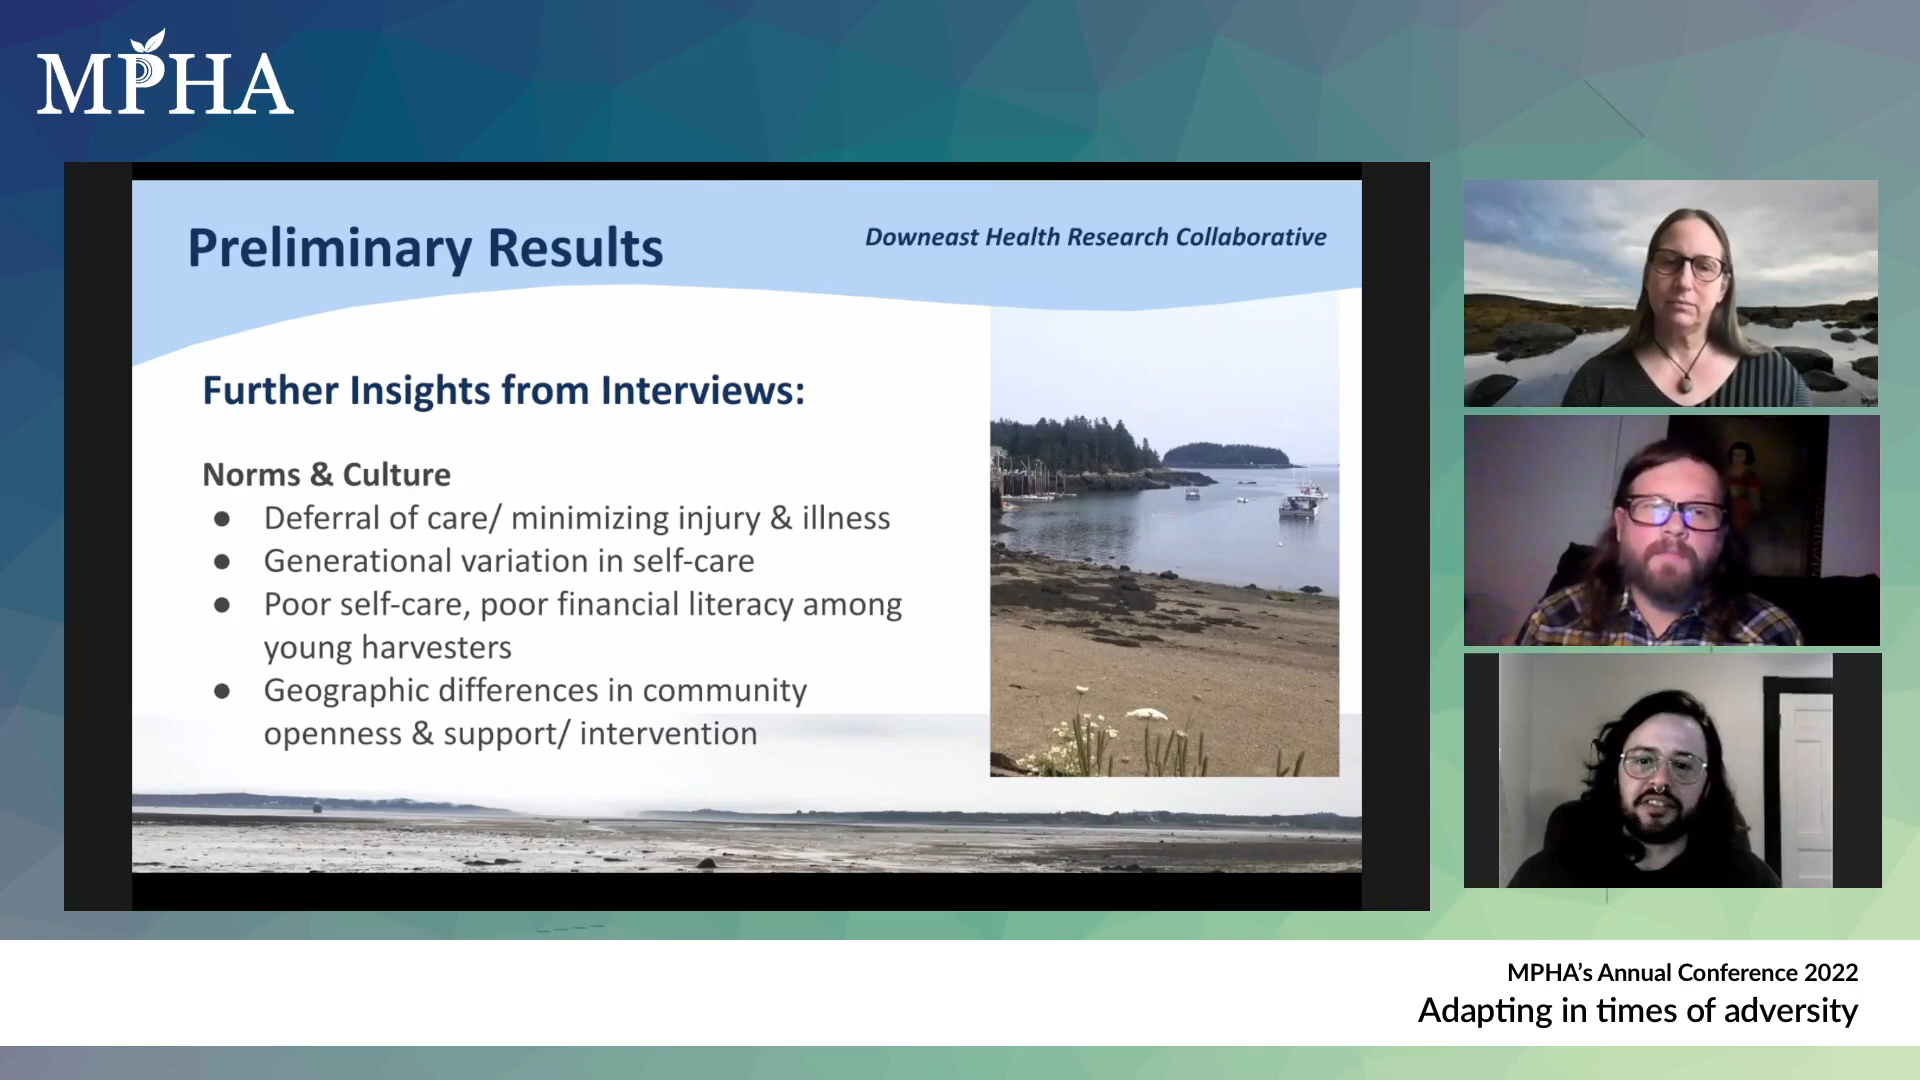 MPHA
Preliminary Results
Downeast Health Research Collaborative
Further Insights from Interviews:
Norms & Culture
● Deferral of care/ minimizing injury & illness
● Generational variation in self-care
● Poor self-care, poor financial literacy among
young harvesters
● Geographic differences in community
openness & support/ intervention
MPHA’s Annual Conference 2022
Adapting in times of adversity